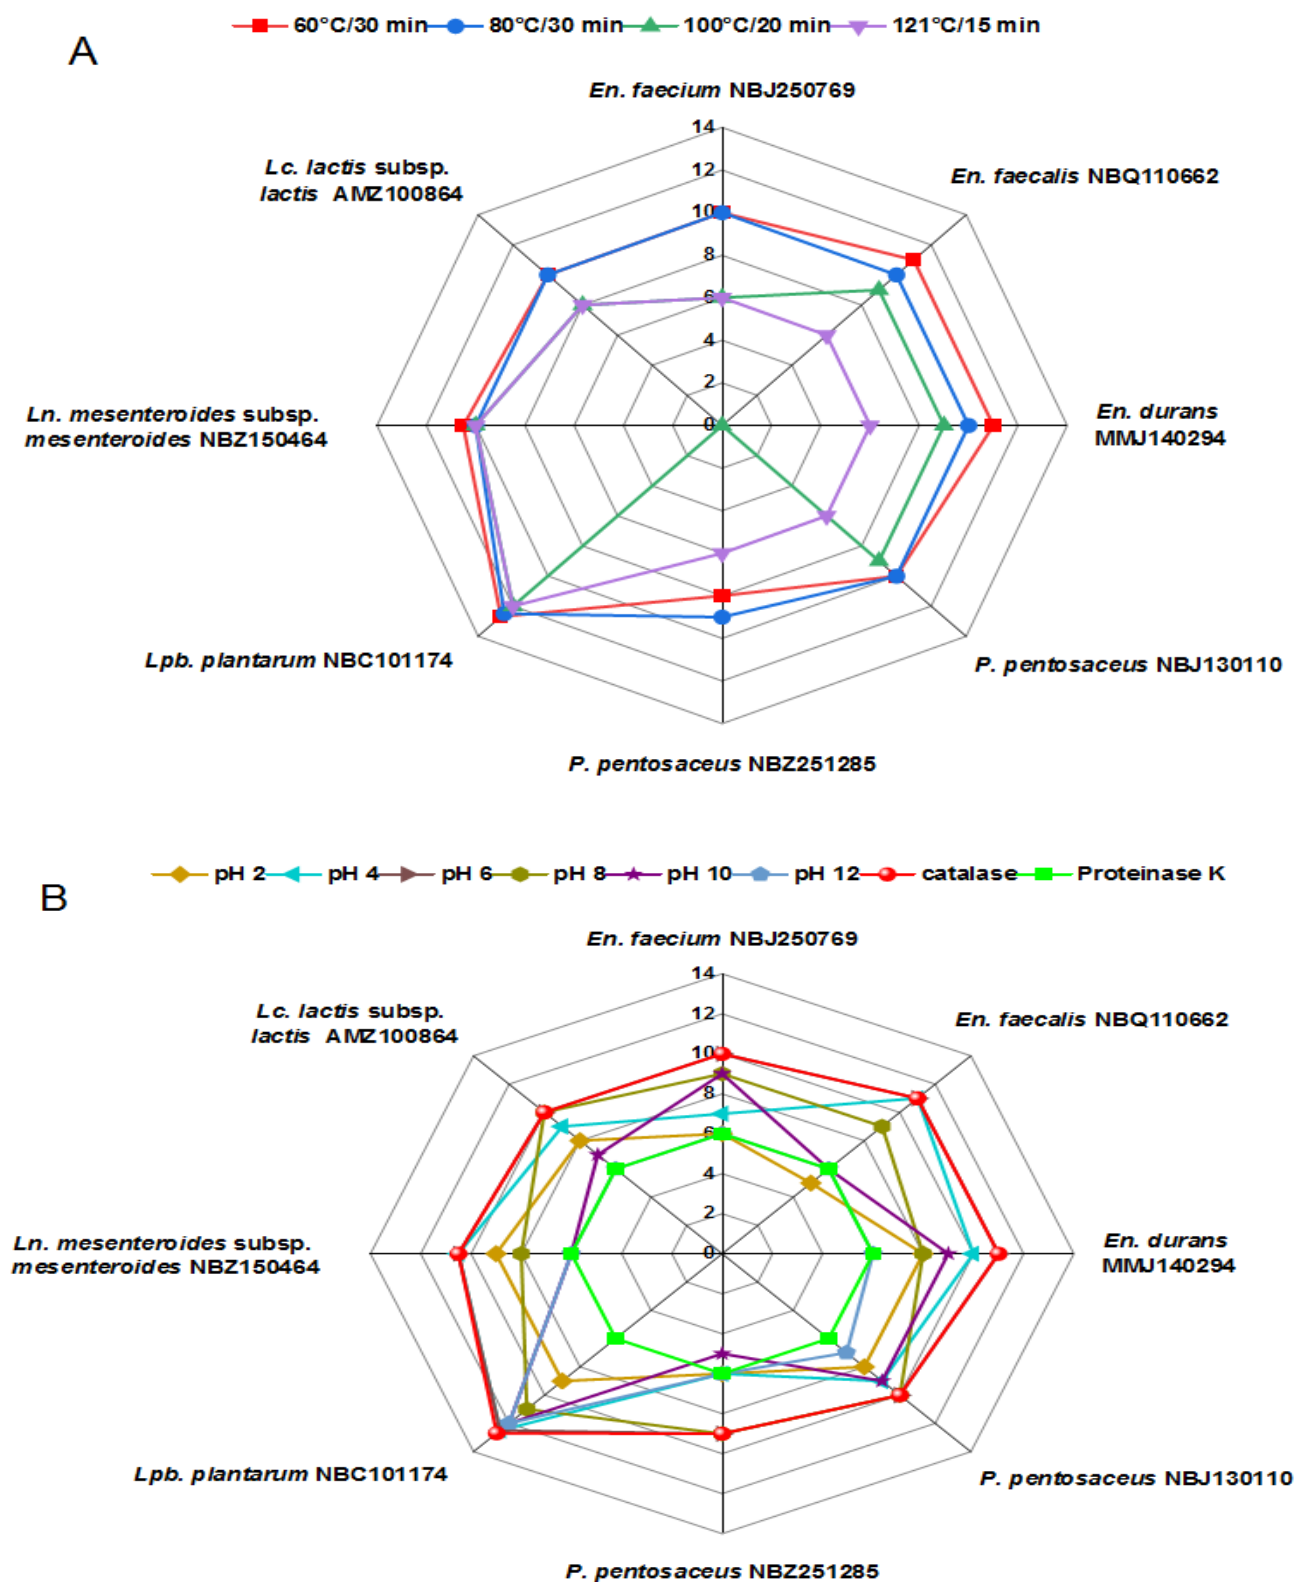 60°C/30 min 80°C/30 min 100°C/20 min 121°C/15 min
A
En. faecium NBJ250769
14
12
10
8
6
4
2
0
En. faecalis NBQ110662
En. durans
MMJ140294
P. pentosaceus NBJ130110
P. pentosaceus NBZ251285
Lpb. plantarum NBC101174
Ln. mesenteroides subsp.
mesenteroides NBZ150464
Lc. lactis subsp.
lactis AMZ100864
pH 2 pH 4 pH 6 pH 8 pH 10 pH 12 catalase Proteinase K
B
En. faecium NBJ250769
14
12
10
8
6
4
2
0
En. faecalis NBQ110662
En. durans
MMJ140294
P. pentosaceus NBJ130110
P. pentosaceus NBZ251285
Lpb. plantarum NBC101174
Ln. mesenteroides subsp.
mesenteroides NBZ150464
Lc. lactis subsp.
lactis AMZ100864